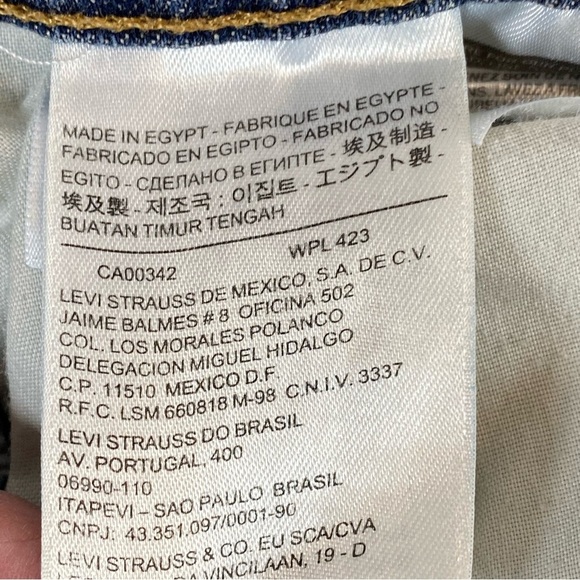 MADE IN EGYPT - FABRIQUE EN EGYPTE -
FABRICADO EN EGIPTO - FABRICADO NO
EGITO - СДЕЛАНО В ЕГИПТЕ - 埃及制造 -
埃及製 - 제조국 : 이집트 - エジプト製 -
BUATAN TIMUR TENGAH
CA00342 WPL 423
LEVI STRAUSS DE MEXICO, S.A. DE C.V.
JAIME BALMES # 8 OFICINA 502
COL. LOS MORALES POLANCO
DELEGACION MIGUEL HIDALGO
C.P. 11510 MEXICO D.F
R.F.C. LSM 660818 M-98 C.N.I.V. 3337
LEVI STRAUSS DO BRASIL
AV. PORTUGAL, 400
06990-110
ITAPEVI - SAO PAULO BRASIL
CNPJ: 43.351.097/0001-90
LEVI STRAUSS & CO. EU SCA/CVA
VINCILAAN, 19 - D